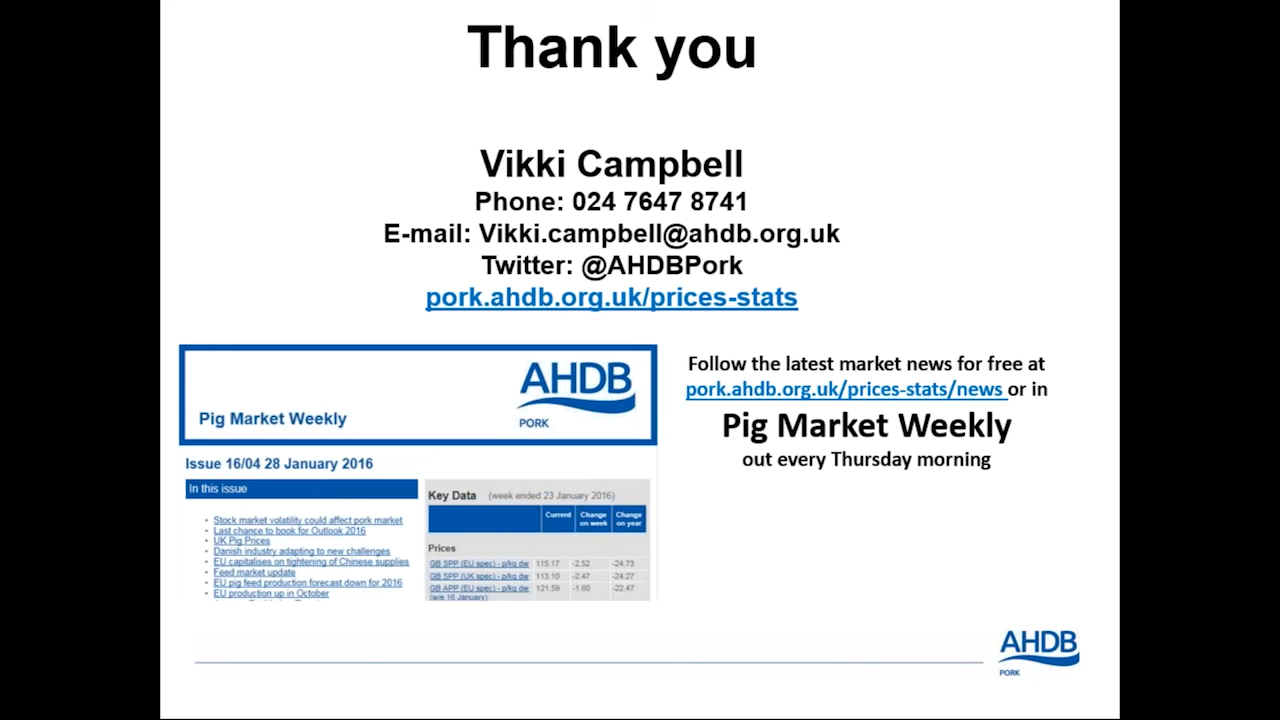 Thank you
Vikki Campbell
Phone: 024 7647 8741
E-mail: Vikki.campbell@ahdb.org.uk
Twitter: @AHDBPork
pork.ahdb.org.uk/prices-stats
AHDB
PORK
Pig Market Weekly
Issue 16/04 28 January 2016
In this issue
• Stock market volatility could affect pork market
• Last chance to book for Outlook 2016
• UK Pig Prices
• Danish industry adapting to new challenges
• EU capitalises on tightening of Chinese supplies
• Feed market update
• EU pig feed production forecast down for 2016
• EU production up in October
Key Data (week ended 23 January 2016)
Current Change on week Change on year
Prices
GB SPP (EU spec) - p/kg dw 115.17 -2.52 -24.73
GB SPP (UK spec) - p/kg dw 113.10 -2.47 -24.27
GB APP (EU spec) - p/kg dw 121.59 -1.60 -22.47
(w/e 16 January)
Follow the latest market news for free at
pork.ahdb.org.uk/prices-stats/news or in
Pig Market Weekly
out every Thursday morning
AHDB
PORK